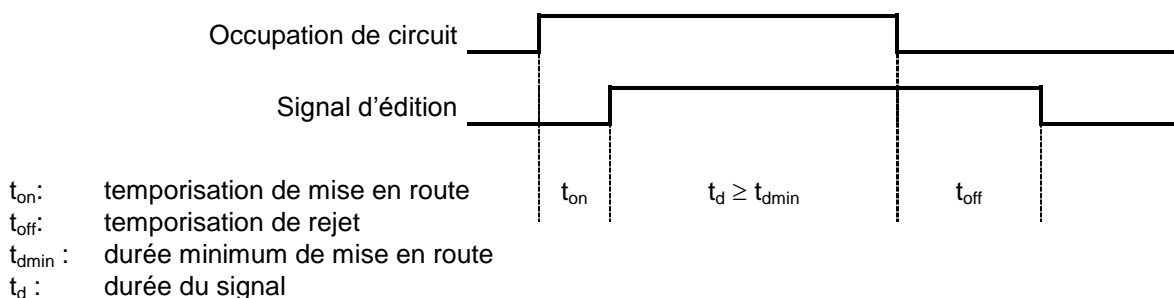 Occupation de circuit
Signal d’édition
t_on t_d ≥ t_dmin t_off
t_on: temporisation de mise en route
t_off: temporisation de rejet
t_dmin : durée minimum de mise en route
t_d : durée du signal